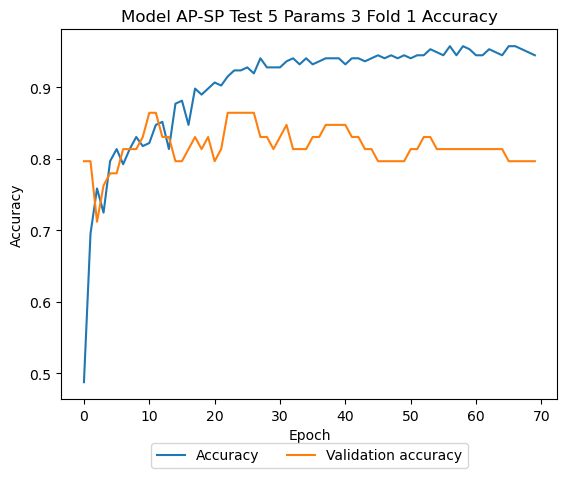 Model AP-SP Test 5 Params 3 Fold 1 Accuracy
Accuracy
0.9
0.8
0.7
0.6
0.5
0 10 20 30 40 50 60 70
Epoch
Accuracy Validation accuracy